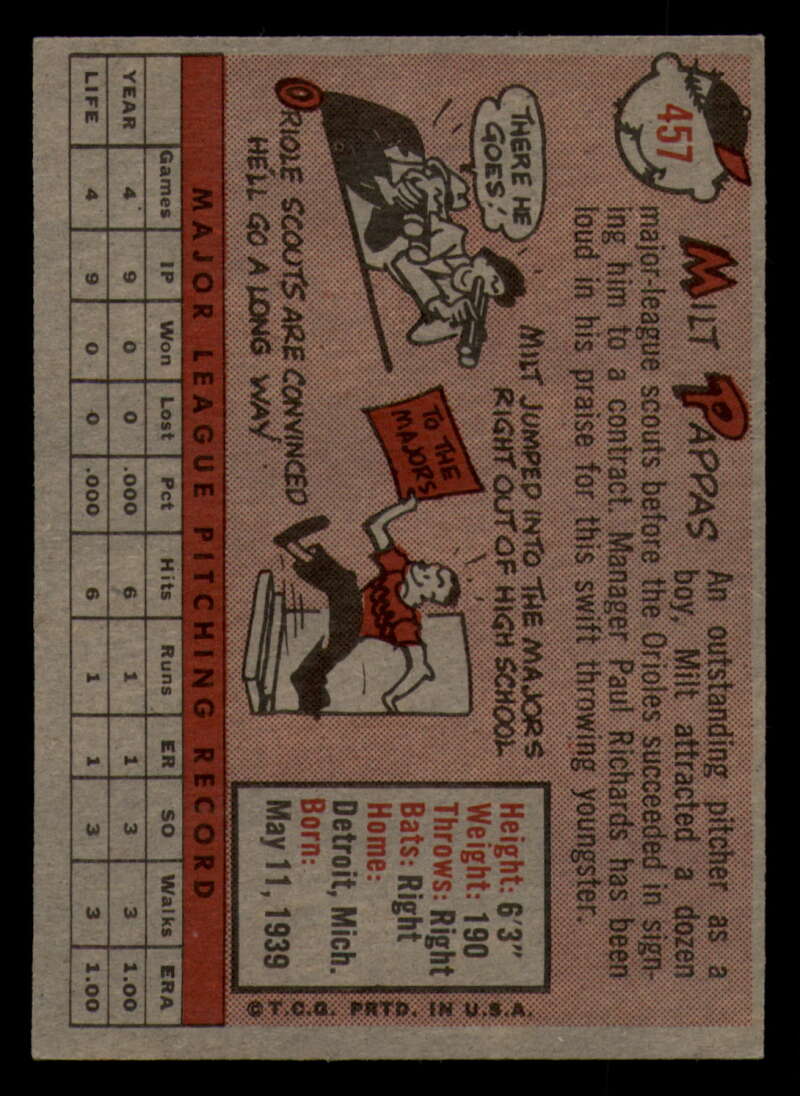 457
MILT PAPPAS
An outstanding pitcher as a
boy, Milt attracted a dozen
major-league scouts before the Orioles succeeded in sign-
ing him to a contract. Manager Paul Richards has been
loud in his praise for this swift throwing youngster.
THERE HE
GOES!
MILT JUMPED INTO THE MAJORS
RIGHT OUT OF HIGH SCHOOL
TO THE
MAJORS
ORIOLE SCOUTS ARE CONVINCED
HE'LL GO A LONG WAY
Height: 6'3"
Weight: 190
Throws: Right
Bats: Right
Home:
Detroit, Mich.
Born:
May 11, 1939
©T.C.G. PRTD. IN U.S.A.
MAJOR LEAGUE PITCHING RECORD
Games IP Won Lost Pct Hits Runs ER SO Walks ERA
YEAR 4 9 0 0 .000 6 1 1 3 3 1.00
LIFE 4 9 0 0 .000 6 1 1 3 3 1.00